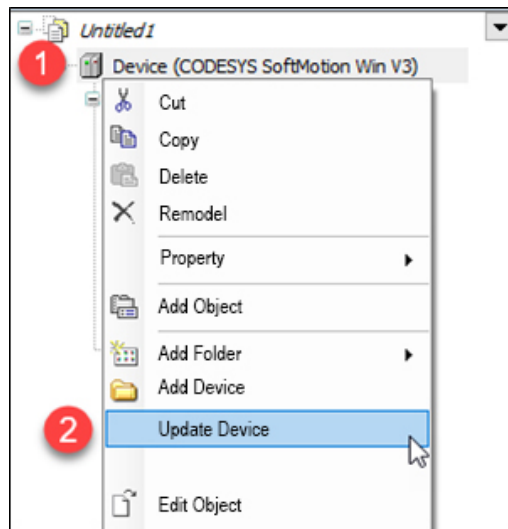 Untitled1
1
Device (CODESYS SoftMotion Win V3)
Cut
Copy
Delete
Remodel
Property
Add Object
Add Folder
Add Device
2
Update Device
Edit Object